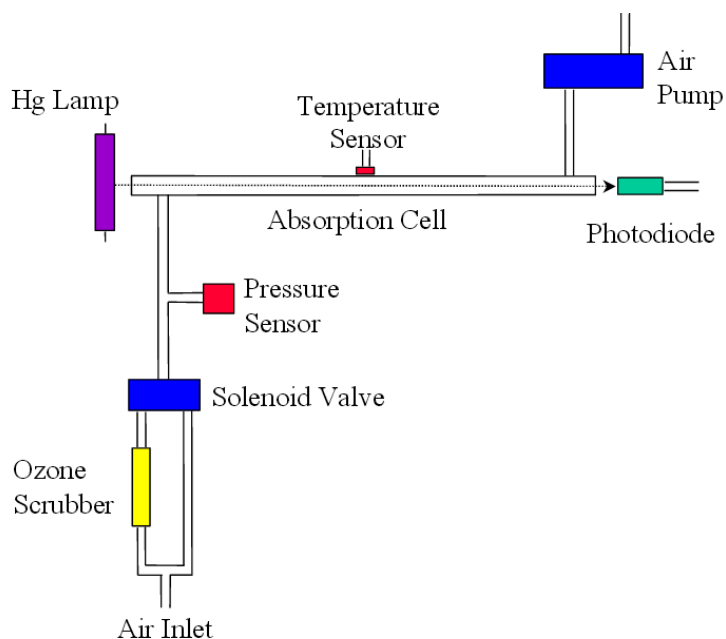 Air
Pump
Hg Lamp
Temperature
Sensor
Absorption Cell
Photodiode
Pressure
Sensor
Solenoid Valve
Ozone
Scrubber
Air Inlet